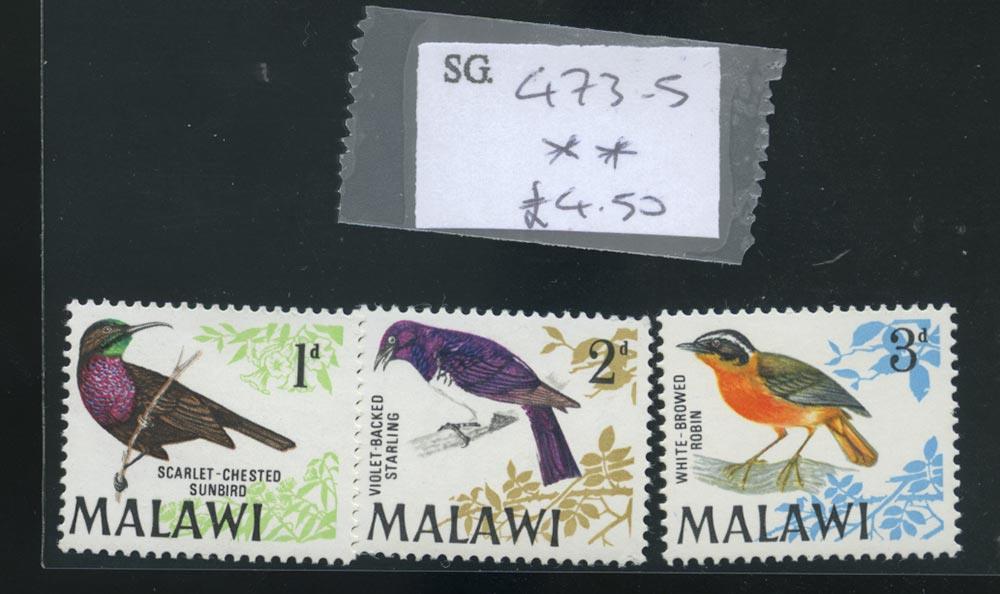 SG. 473-5
**
£4.50
1d
SCARLET-CHESTED
SUNBIRD
MALAWI
2d
VIOLET-BACKED
STARLING
MALAWI
3d
WHITE-BROWED
ROBIN
MALAWI